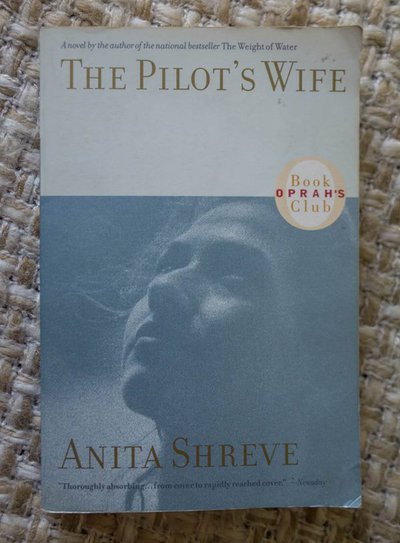 A novel by the author of the national bestseller The Weight of Water
THE PILOT'S WIFE
Book
OPRAH'S
Club
ANITA SHREVE
"Thoroughly absorbing...from cover to rapidly reached cover." —Newsday